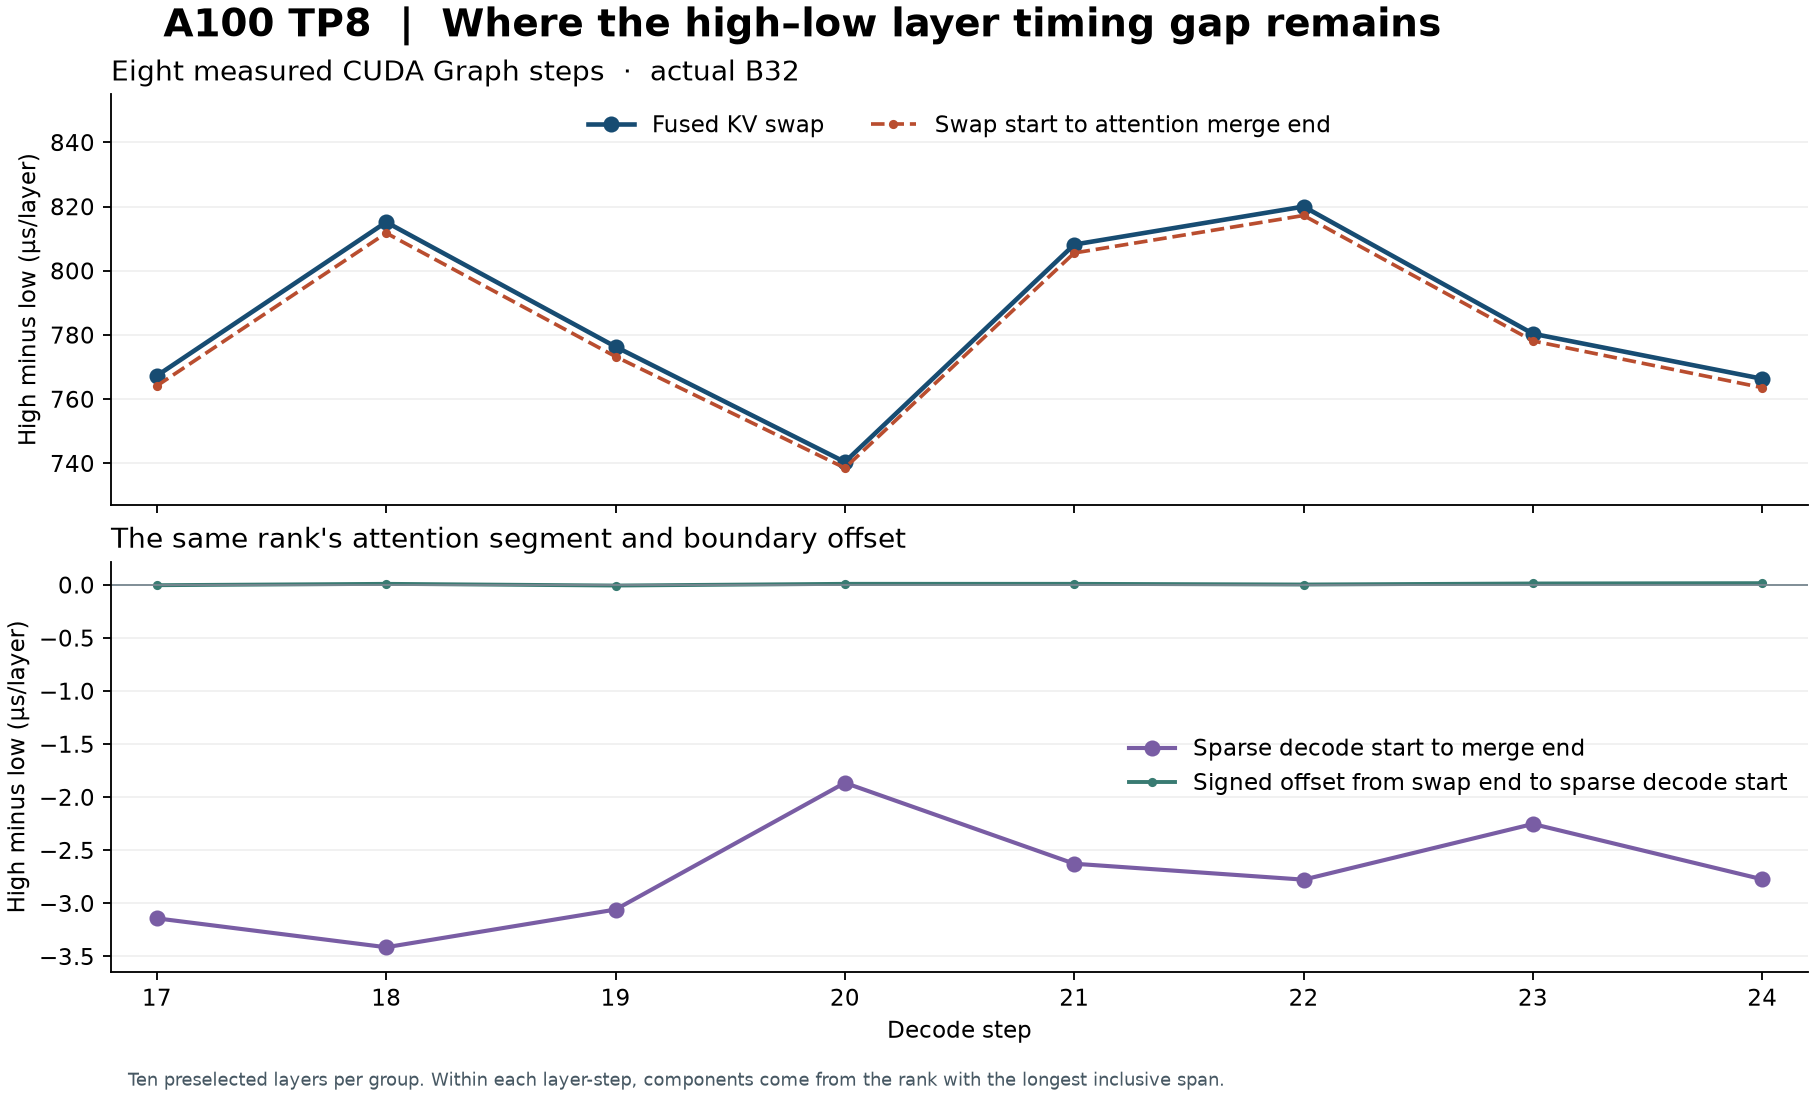 A100 TP8 | Where the high–low layer timing gap remains
Eight measured CUDA Graph steps · actual B32
Fused KV swap
Swap start to attention merge end
High minus low (µs/layer)
840
820
800
780
760
740
The same rank's attention segment and boundary offset
High minus low (µs/layer)
0.0
−0.5
−1.0
−1.5
−2.0
−2.5
−3.0
−3.5
Sparse decode start to merge end
Signed offset from swap end to sparse decode start
17 18 19 20 21 22 23 24
Decode step
Ten preselected layers per group. Within each layer-step, components come from the rank with the longest inclusive span.